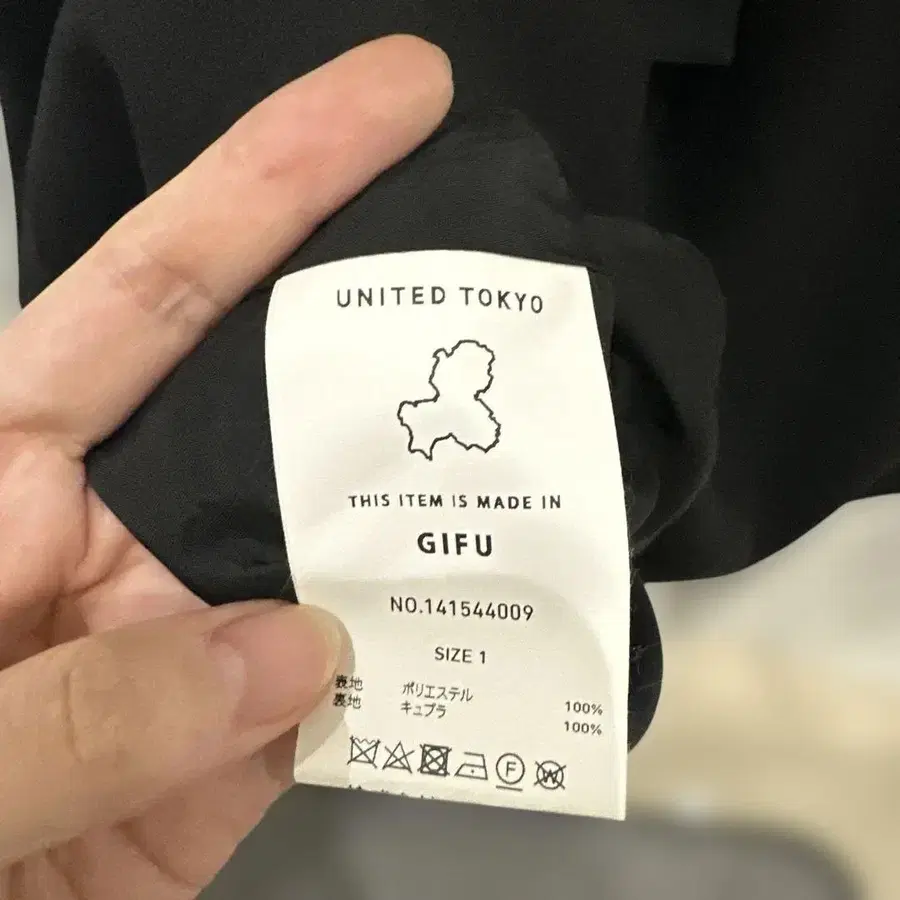 UNITED TOKYO
THIS ITEM IS MADE IN
GIFU
NO.141544009
SIZE 1
表地 ポリエステル 100%
裏地 キュプラ 100%
F
W